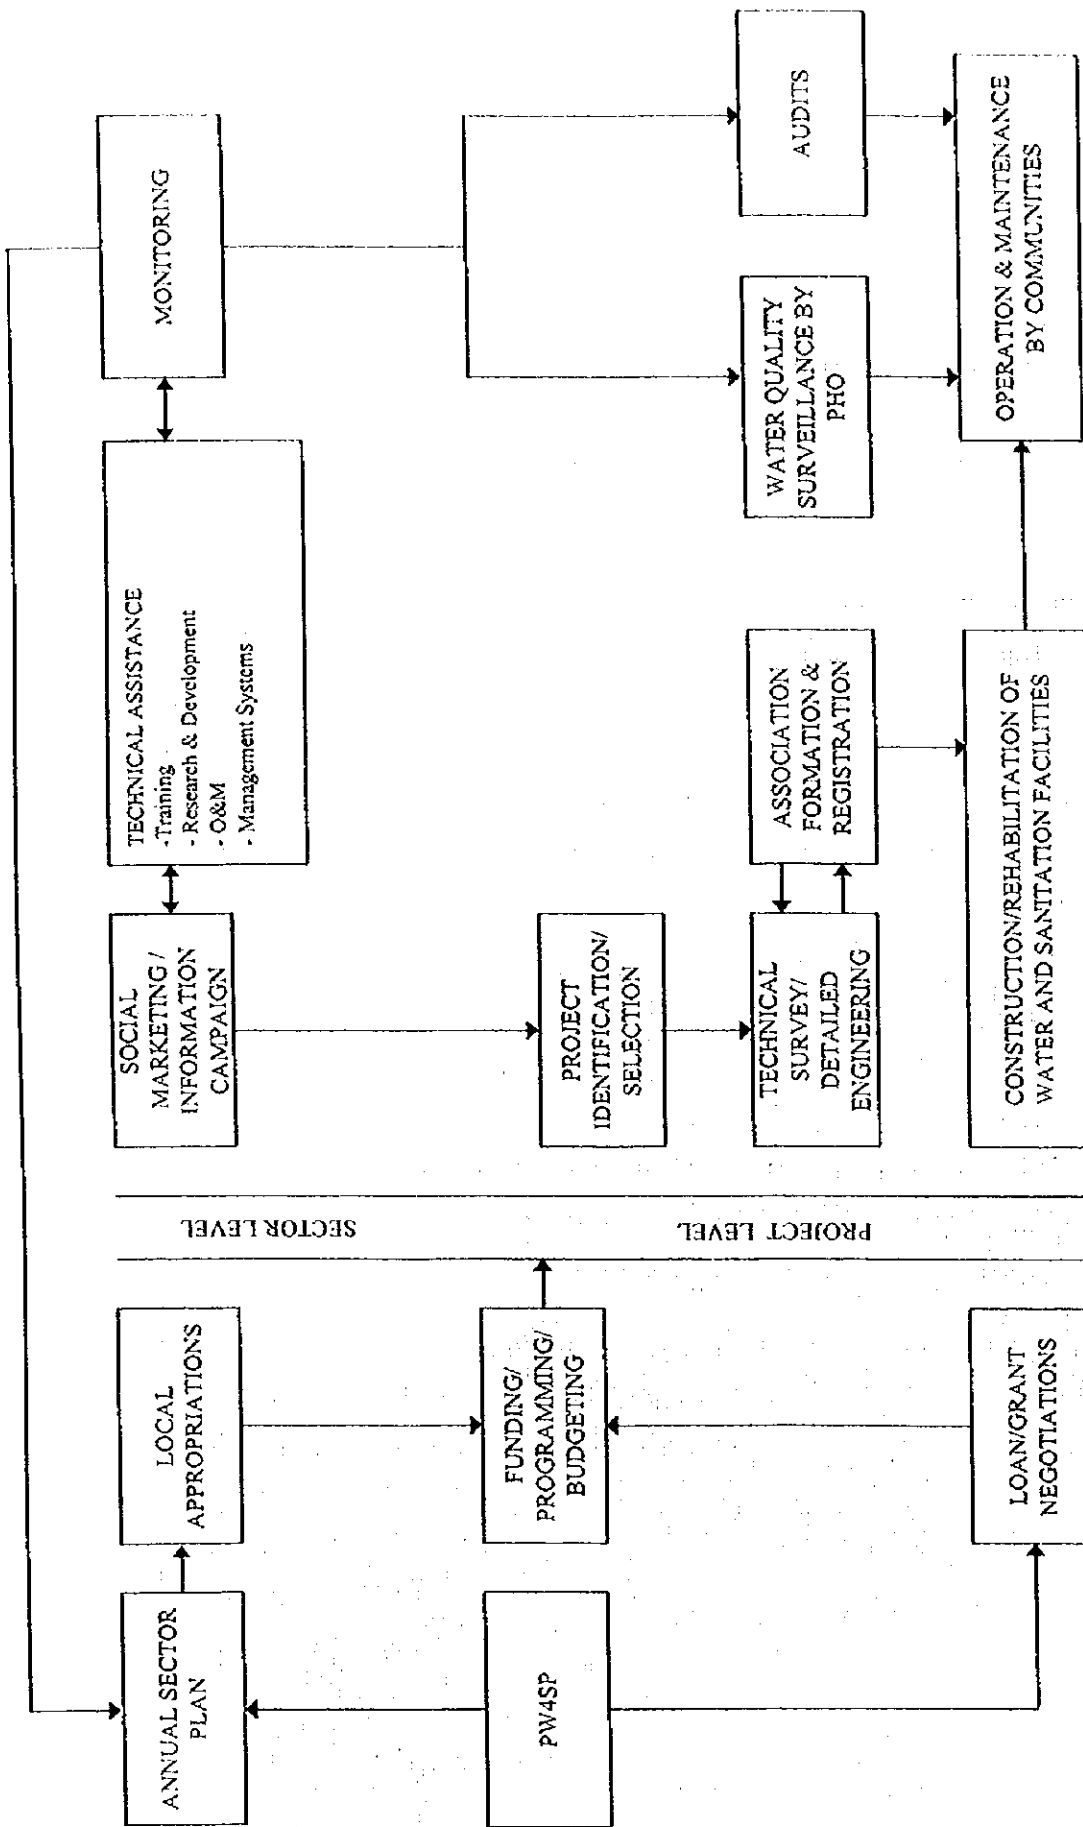 ANNUAL SECTOR
PLAN
LOCAL
APPROPRIATIONS
PW4SP
FUNDING/
PROGRAMMING/
BUDGETING
LOAN/GRANT
NEGOTIATIONS
SECTOR LEVEL
PROJECT LEVEL
SOCIAL
MARKETING /
INFORMATION
CAMPAIGN
TECHNICAL ASSISTANCE
- Training
- Research & Development
- O&M
- Management Systems
MONITORING
PROJECT
IDENTIFICATION/
SELECTION
TECHNICAL
SURVEY/
DETAILED
ENGINEERING
ASSOCIATION
FORMATION &
REGISTRATION
WATER QUALITY
SURVEILLANCE BY
PHO
AUDITS
CONSTRUCTION/REHABILITATION OF
WATER AND SANITATION FACILITIES
OPERATION & MAINTENANCE
BY COMMUNITIES